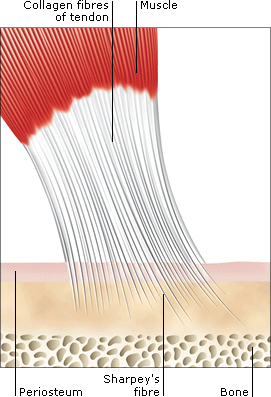 Collagen fibres
of tendon
Muscle
Periosteum
Sharpey's
fibre
Bone